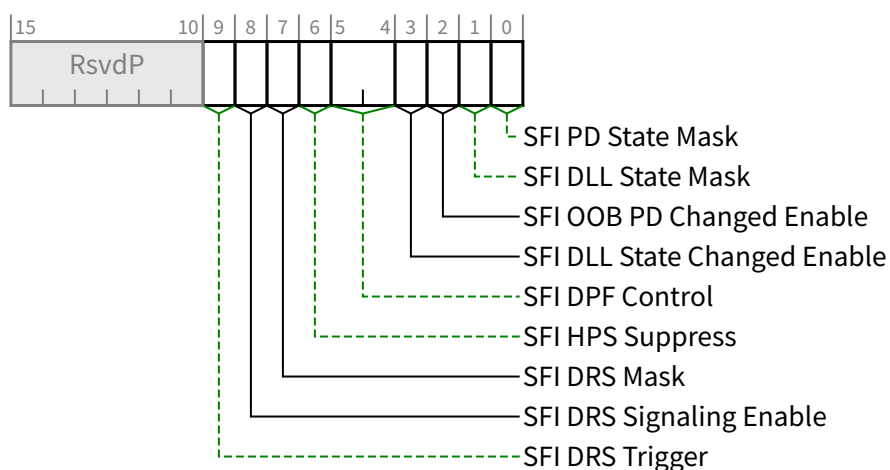 15 10 9 8 7 6 5 4 3 2 1 0
RsvdP
SFI PD State Mask
SFI DLL State Mask
SFI OOB PD Changed Enable
SFI DLL State Changed Enable
SFI DPF Control
SFI HPS Suppress
SFI DRS Mask
SFI DRS Signaling Enable
SFI DRS Trigger